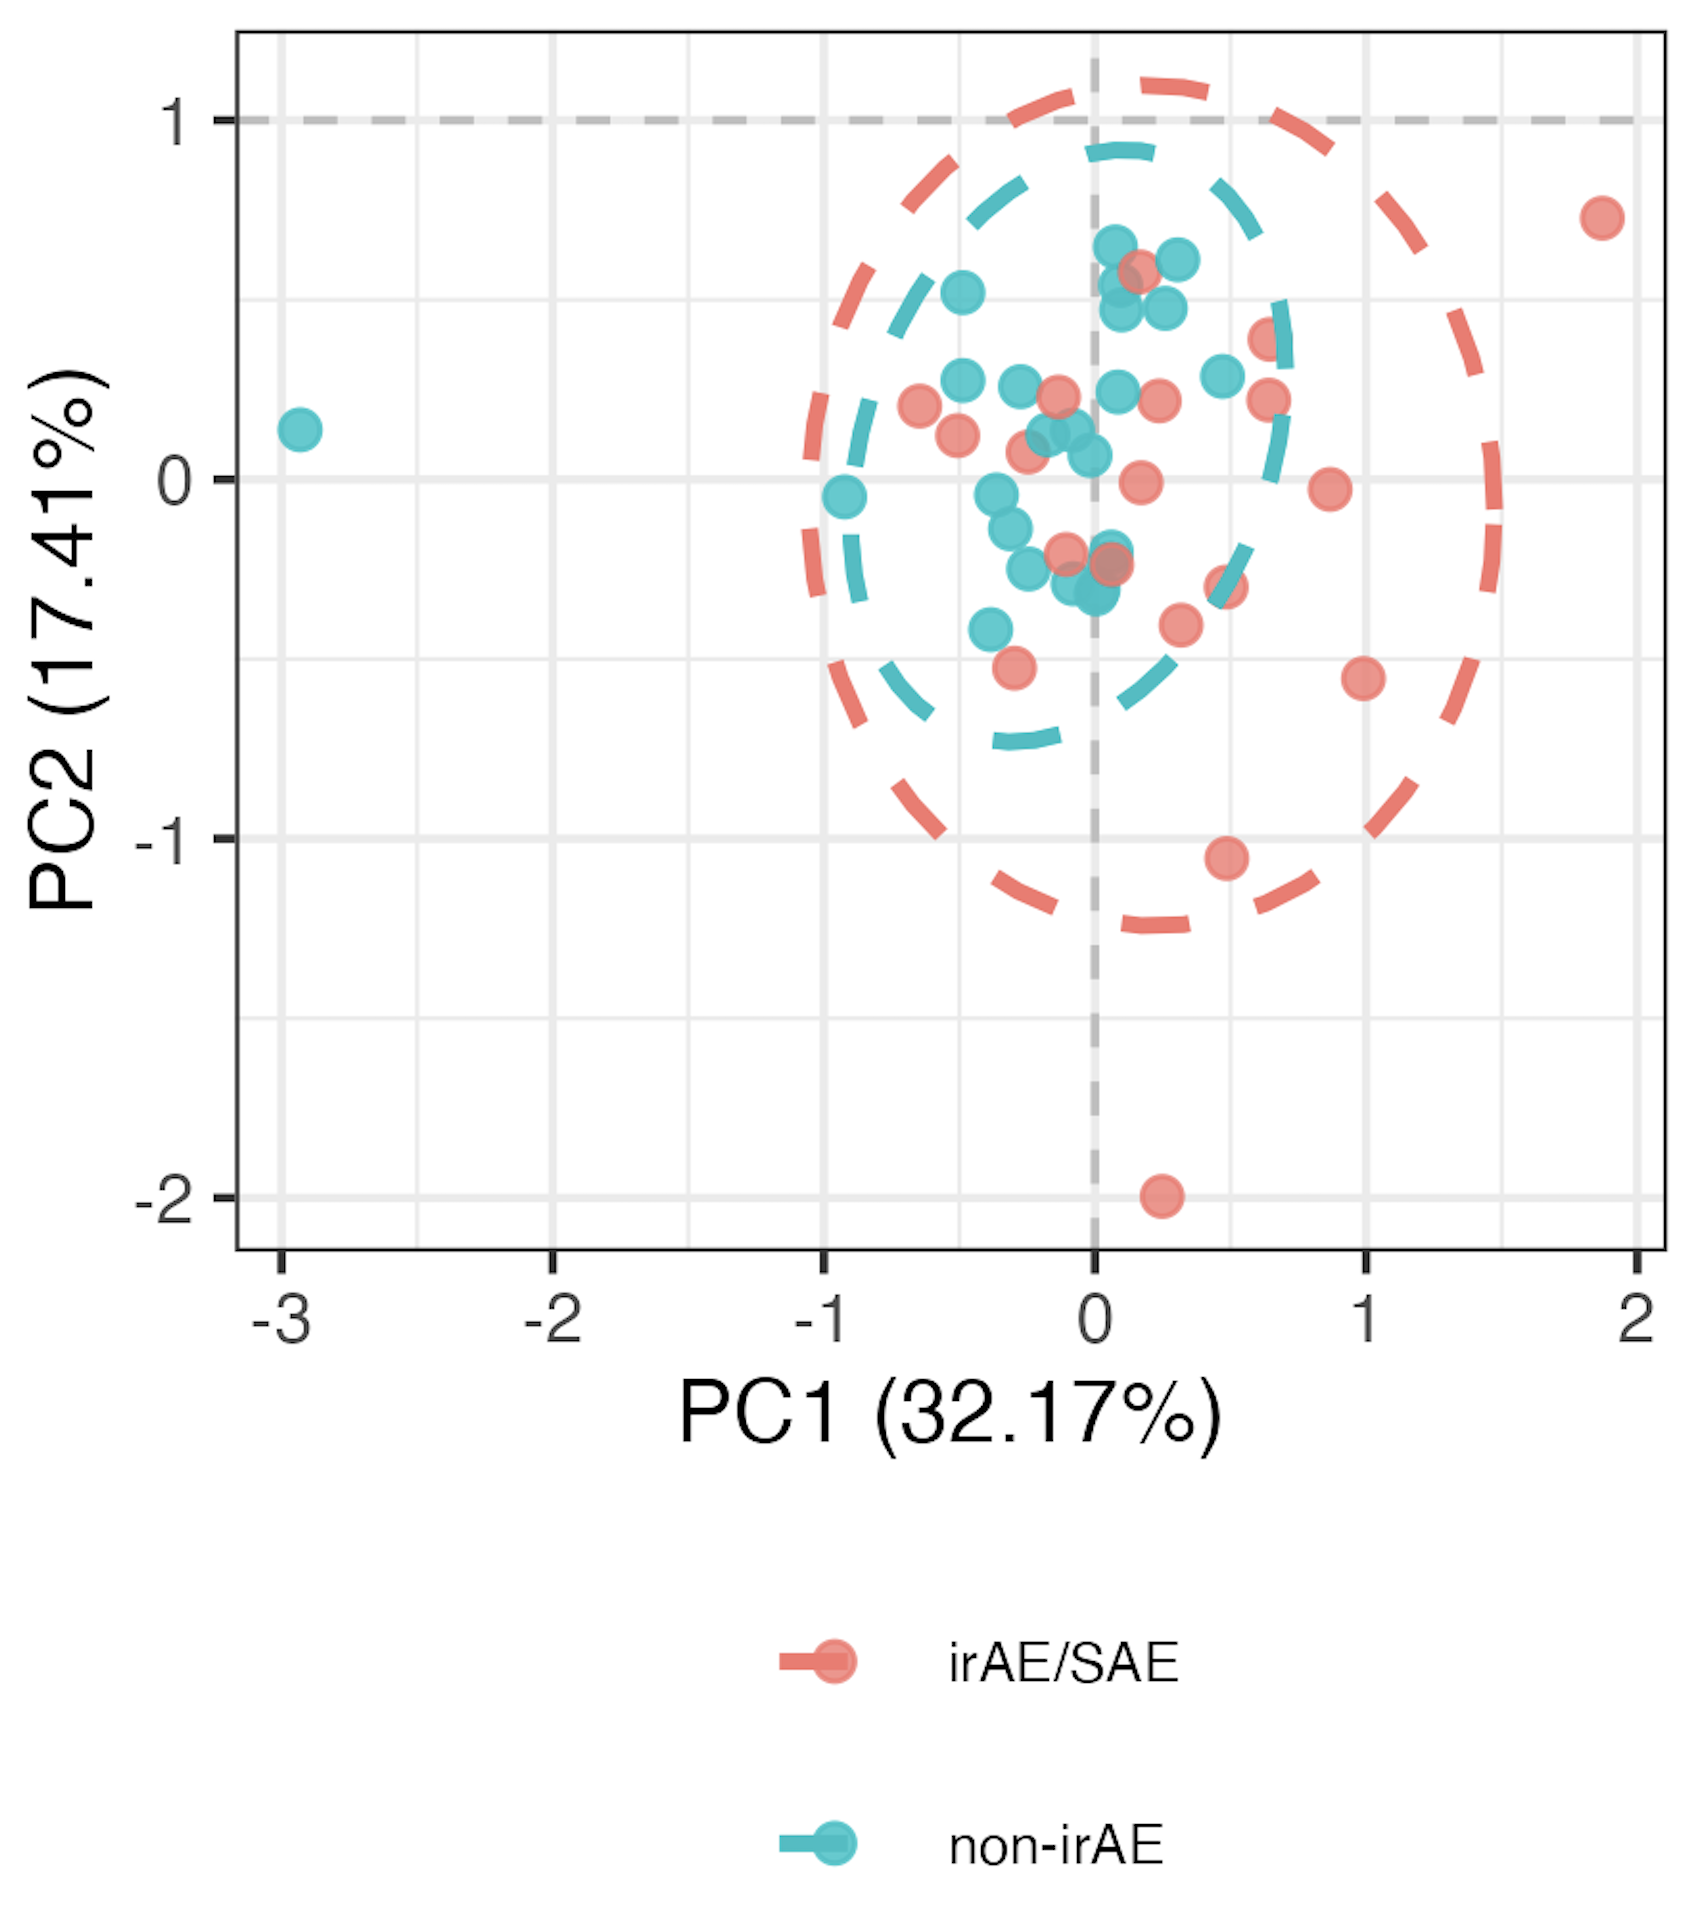 PC2 (17.41%)
1
0
-1
-2
-3
-2
-1
0
1
2
PC1 (32.17%)
irAE/SAE
non-irAE